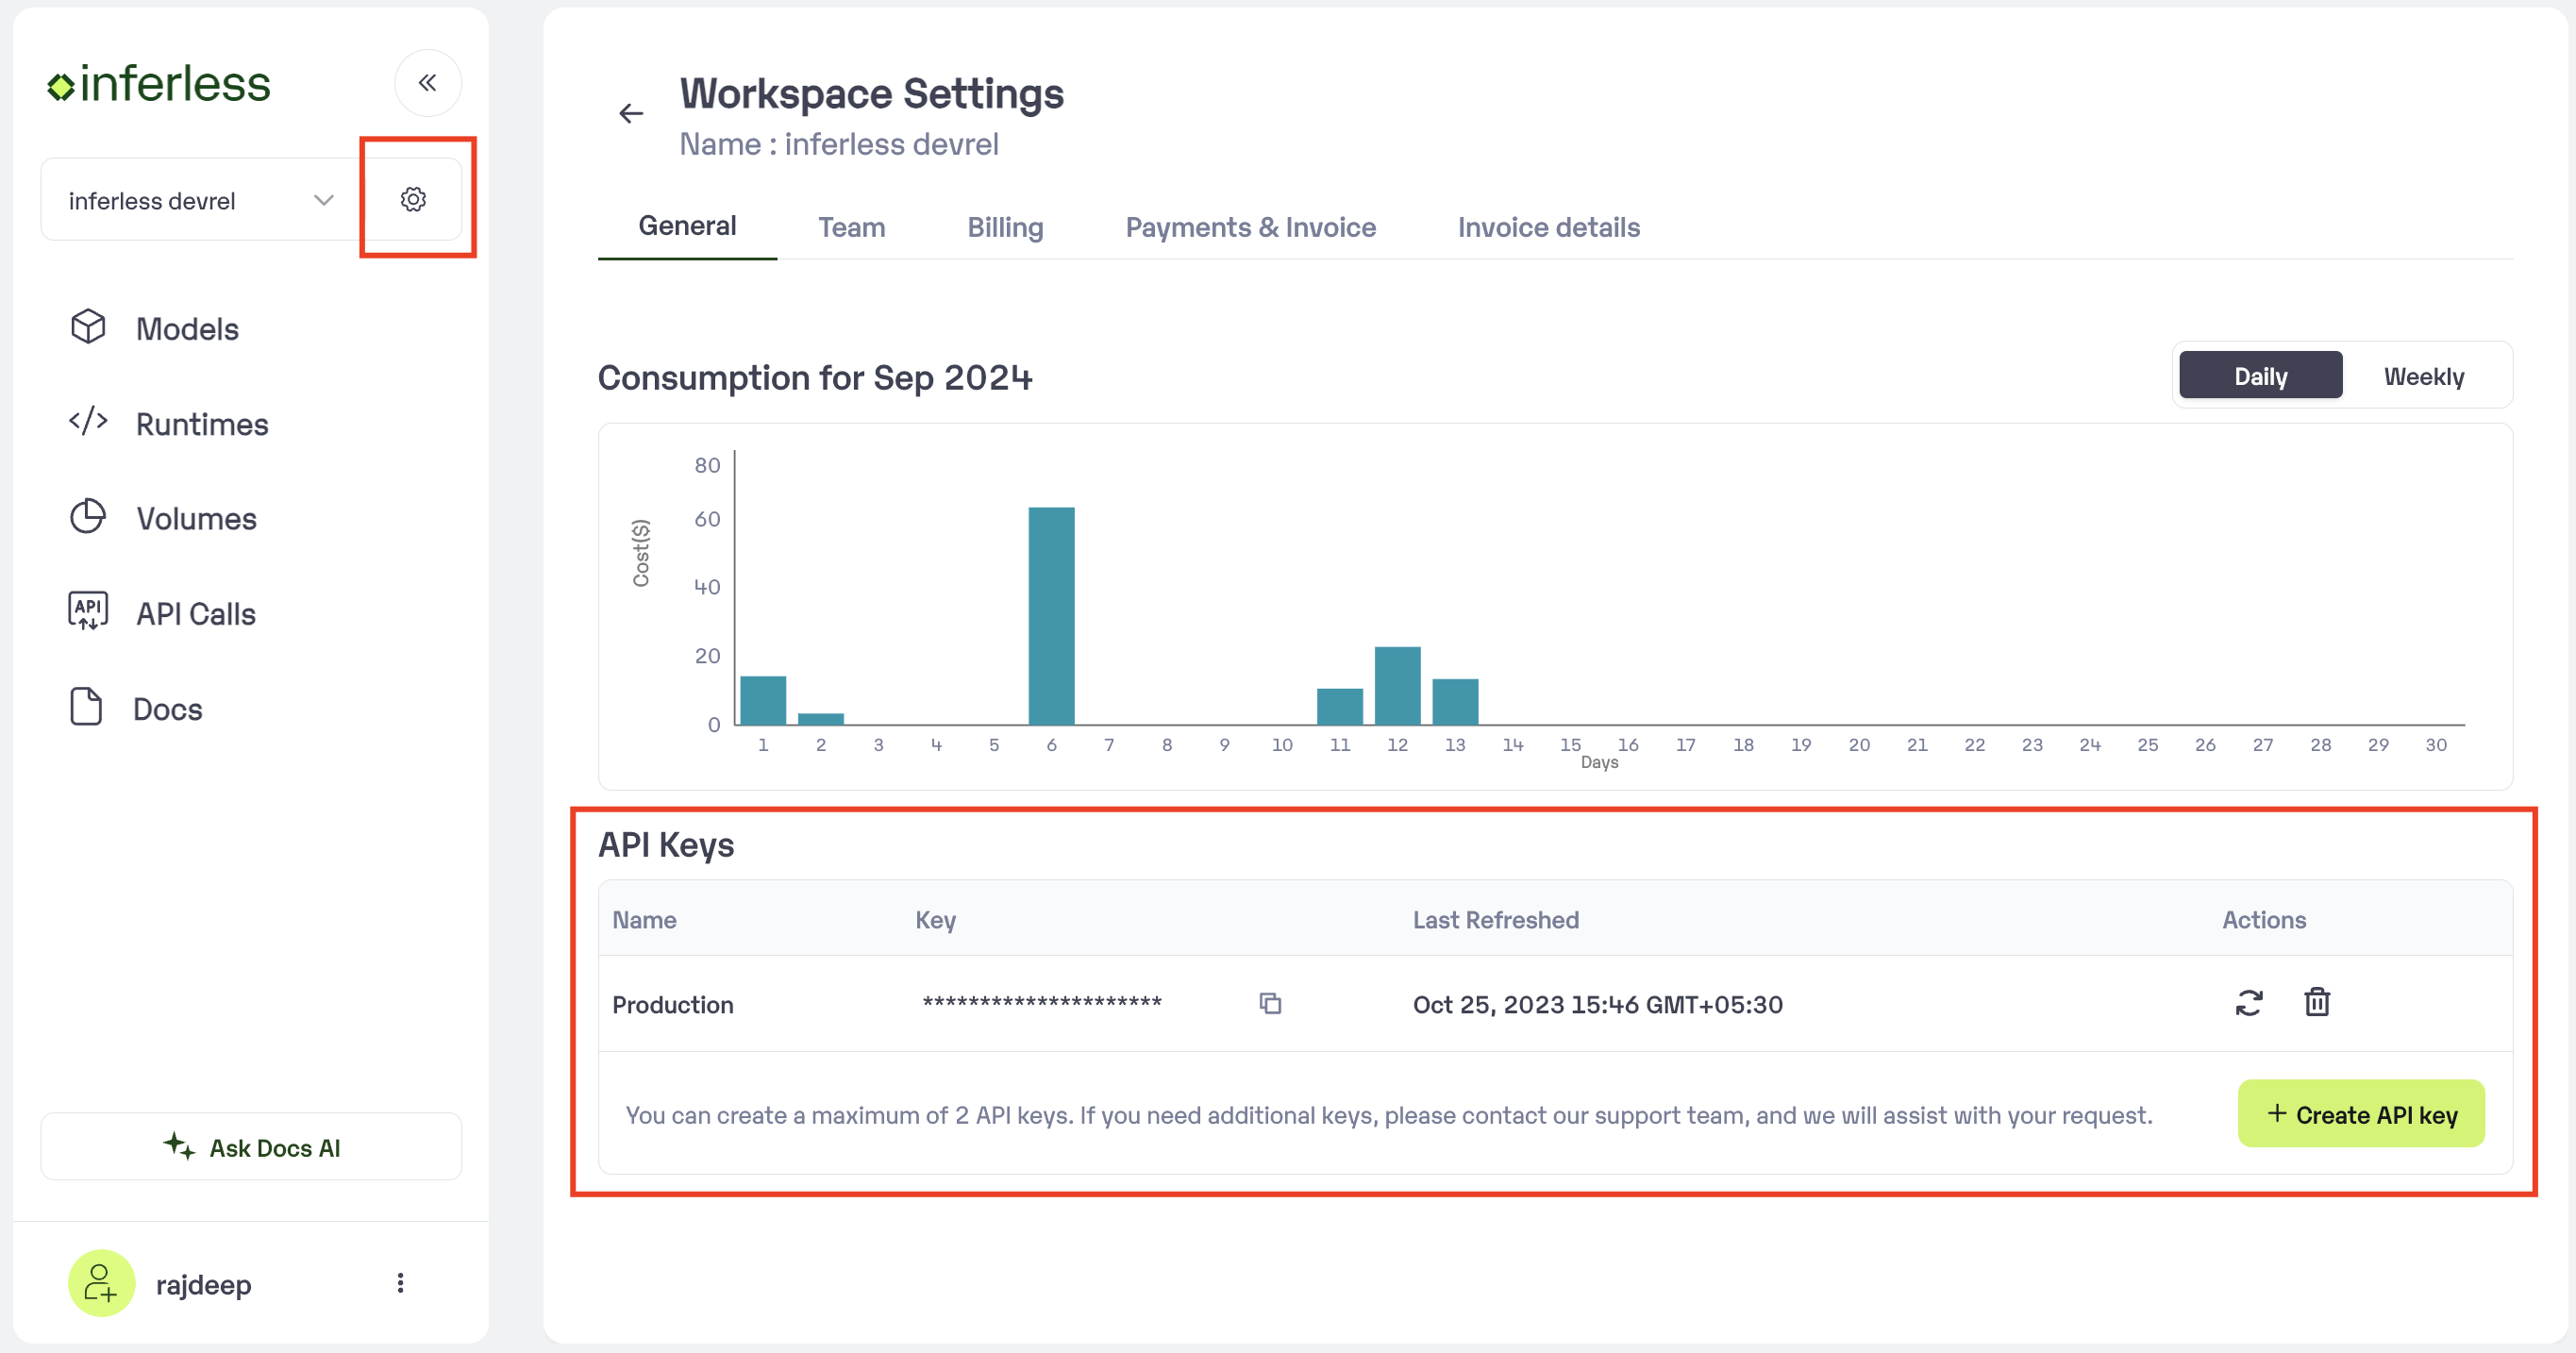 inferless
inferless devrel
Models
Runtimes
Volumes
API
API Calls
Docs
Ask Docs AI
rajdeep
Workspace Settings
Name : inferless devrel
General Team Billing Payments & Invoice Invoice details
Consumption for Sep 2024
Daily Weekly
Cost($)
80
60
40
20
0
1 2 3 4 5 6 7 8 9 10 11 12 13 14 15 16 17 18 19 20 21 22 23 24 25 26 27 28 29 30
Days
API Keys
Name Key Last Refreshed Actions
Production ********************* Oct 25, 2023 15:46 GMT+05:30
You can create a maximum of 2 API keys. If you need additional keys, please contact our support team, and we will assist with your request.
+ Create API key